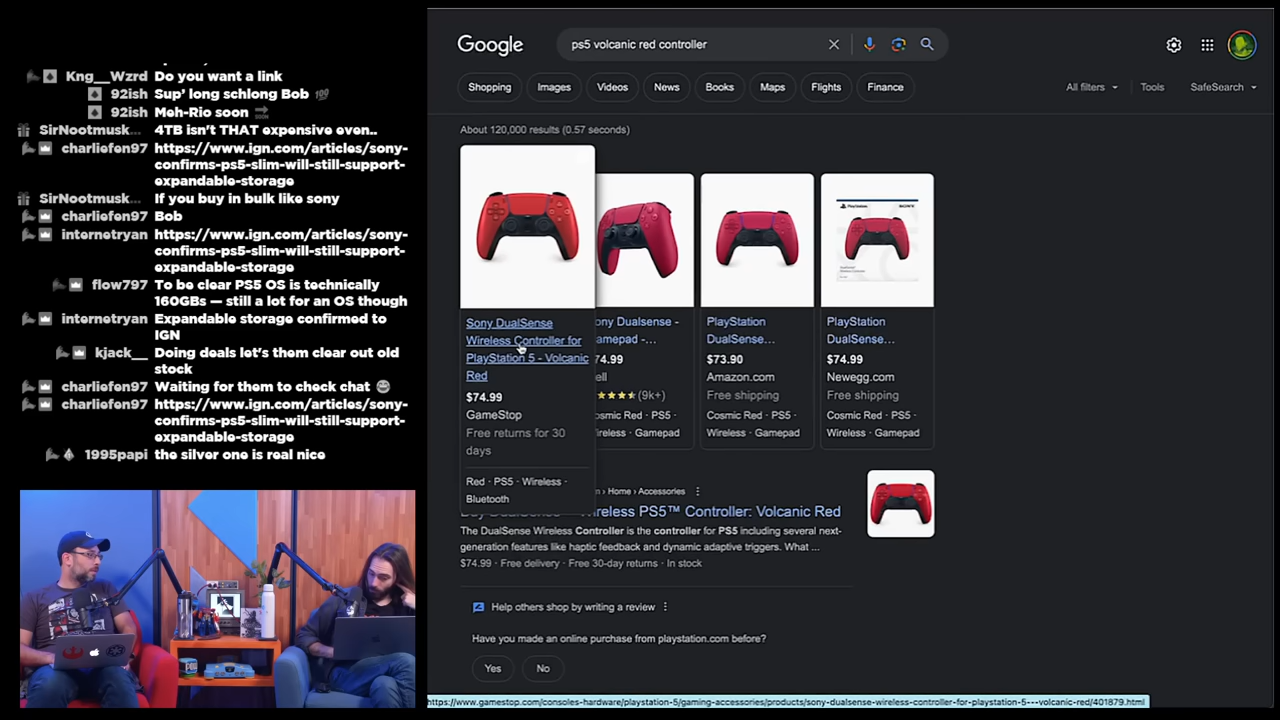 Kng__Wzrd Do you want a link
92ish Sup' long schlong Bob
92ish Meh-Rio soon
SirNootmusk... 4TB isn't THAT expensive even..
charliefen97 https://www.ign.com/articles/sony-
confirms-ps5-slim-will-still-support-
expandable-storage
SirNootmusk... If you buy in bulk like sony
charliefen97 Bob
internetryan https://www.ign.com/articles/sony-
confirms-ps5-slim-will-still-support-
expandable-storage
flow797 To be clear PS5 OS is technically
160GBs — still a lot for an OS though
internetryan Expandable storage confirmed to
IGN
kjack__ Doing deals let's them clear out old
stock
charliefen97 Waiting for them to check chat
charliefen97 https://www.ign.com/articles/sony-
confirms-ps5-slim-will-still-support-
expandable-storage
1995papi the silver one is real nice
Google
ps5 volcanic red controller
Shopping Images Videos News Books Maps Flights Finance
All filters Tools SafeSearch
About 120,000 results (0.57 seconds)
Sony DualSense
Wireless Controller for
PlayStation 5 - Volcanic
Red
$74.99
GameStop
Free returns for 30
days
Red · PS5 · Wireless ·
Bluetooth
ony Dualsense -
amepad -...
74.99
ell
(9k+)
osmic Red · PS5 ·
ireless · Gamepad
PlayStation
DualSense...
$73.90
Amazon.com
Free shipping
Cosmic Red · PS5 ·
Wireless · Gamepad
PlayStation
DualSense...
$74.99
Newegg.com
Free shipping
Cosmic Red · PS5 ·
Wireless · Gamepad
› Home › Accessories
ireless PS5™ Controller: Volcanic Red
The DualSense Wireless Controller is the controller for PS5 including several next-
generation features like haptic feedback and dynamic adaptive triggers. What ...
$74.99 · Free delivery · Free 30-day returns · In stock
Help others shop by writing a review
Have you made an online purchase from playstation.com before?
Yes No
https://www.gamestop.com/consoles-hardware/playstation-5/gaming-accessories/products/sony-dualsense-wireless-controller-for-playstation-5---volcanic-red/401879.html